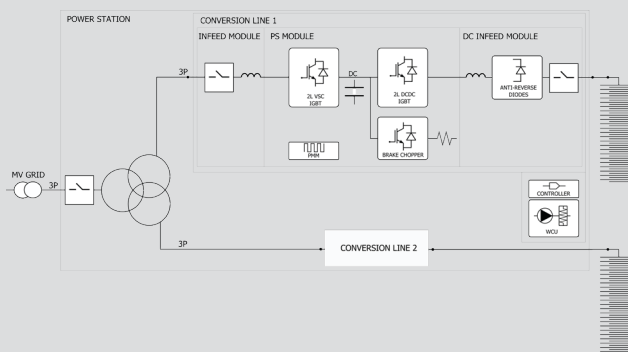 POWER STATION
CONVERSION LINE 1
INFEED MODULE
PS MODULE
DC INFEED MODULE
3P
DC
2L VSC
IGBT
2L DCDC
IGBT
ANTI-REVERSE
DIODES
PMM
BRAKE CHOPPER
MV GRID
3P
CONTROLLER
WCU
3P
CONVERSION LINE 2